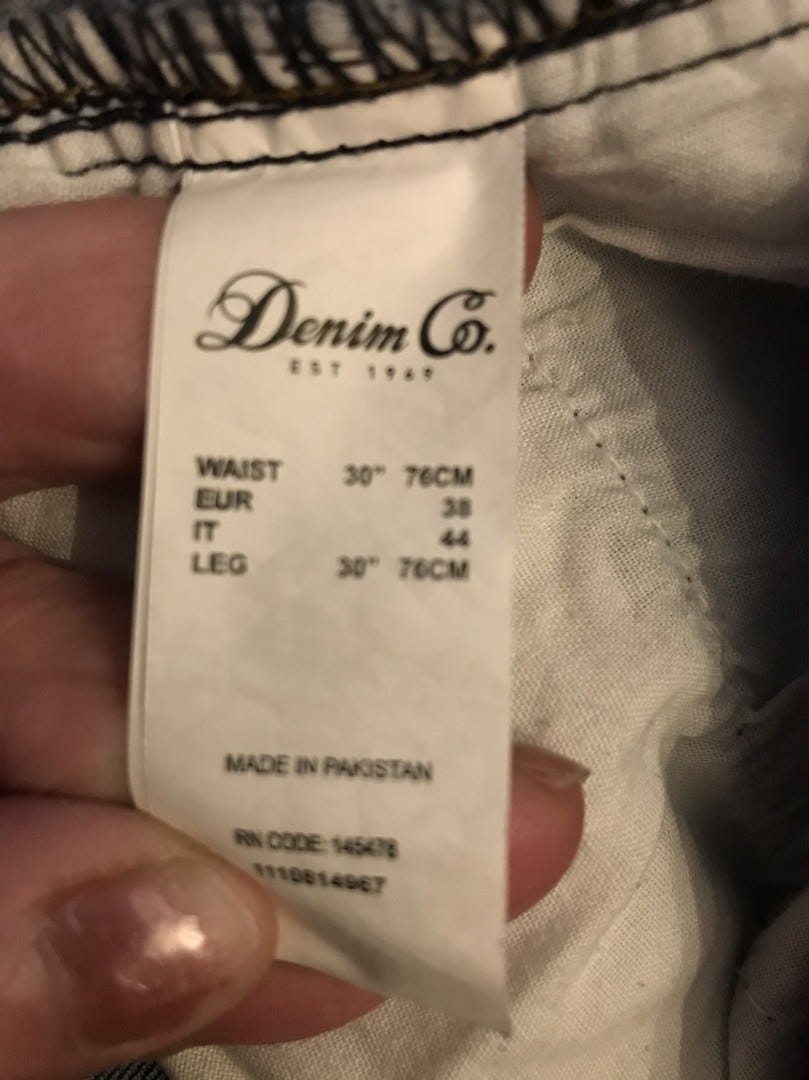 Denim Co.
EST 1969
WAIST 30" 76CM
EUR 38
IT 44
LEG 30" 76CM
MADE IN PAKISTAN
RN CODE: 145478